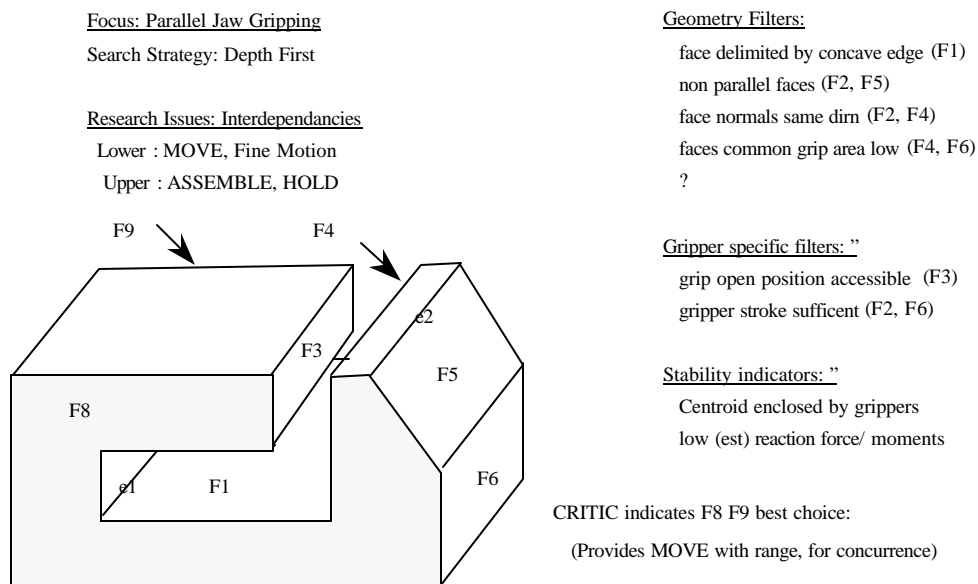 Focus: Parallel Jaw Gripping
Search Strategy: Depth First
Research Issues: Interdependancies
Lower : MOVE, Fine Motion
Upper : ASSEMBLE, HOLD
F9
F4
e2
F3
F5
F8
F6
e1
F1
Geometry Filters:
face delimited by concave edge (F1)
non parallel faces (F2, F5)
face normals same dirn (F2, F4)
faces common grip area low (F4, F6)
?
Gripper specific filters: ”
grip open position accessible (F3)
gripper stroke sufficent (F2, F6)
Stability indicators: ”
Centroid enclosed by grippers
low (est) reaction force/ moments
CRITIC indicates F8 F9 best choice:
(Provides MOVE with range, for concurrence)